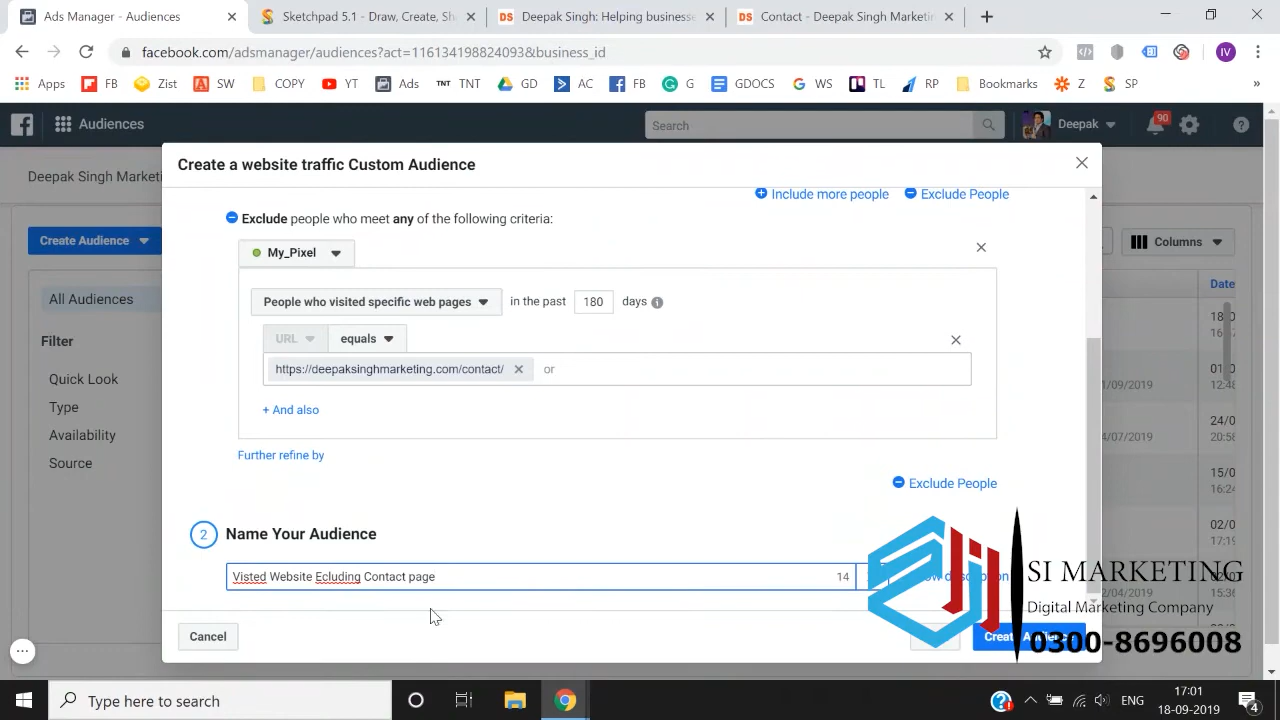 Ads Manager - Audiences
Sketchpad 5.1 - Draw, Create, Sh
DS Deepak Singh: Helping business
DS Contact - Deepak Singh Marketin
facebook.com/adsmanager/audiences?act=1161341988240938&business_id
IV
Apps FB Zist SW COPY YT Ads TNT TNT GD AC FB G GDOCS WS TL RP Bookmarks Z SP »
Audiences
Search
Deepak
90
Deepak Singh Marketi
Create Audience
Columns
All Audiences
Filter
Quick Look
Type
Availability
Source
Date
Create a website traffic Custom Audience
Include more people
Exclude People
Exclude people who meet any of the following criteria:
My_Pixel
People who visited specific web pages in the past 180 days
URL equals
https://deepaksinghmarketing.com/contact/ or
+ And also
Further refine by
Exclude People
2 Name Your Audience
Visted Website Ecluding Contact page 14
Cancel
SI MARKETING
Digital Marketing Company
0300-8696008
Type here to search
ENG
17:01
18-09-2019
4